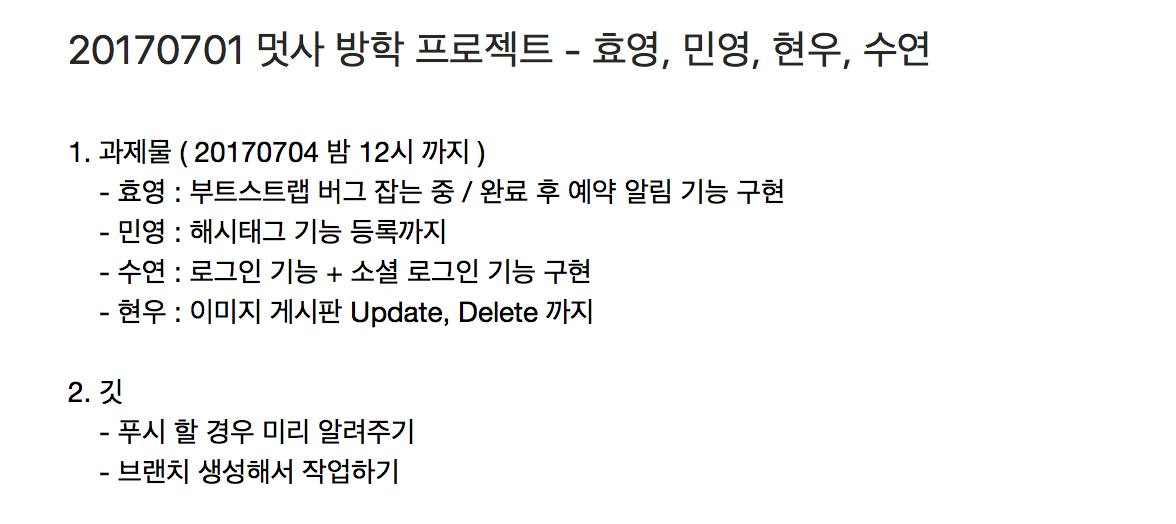 20170701 멋사 방학 프로젝트 - 효영, 민영, 현우, 수연
1. 과제물 ( 20170704 밤 12시 까지 )
- 효영 : 부트스트랩 버그 잡는 중 / 완료 후 예약 알림 기능 구현
- 민영 : 해시태그 기능 등록까지
- 수연 : 로그인 기능 + 소셜 로그인 기능 구현
- 현우 : 이미지 게시판 Update, Delete 까지
2. 깃
- 푸시 할 경우 미리 알려주기
- 브랜치 생성해서 작업하기